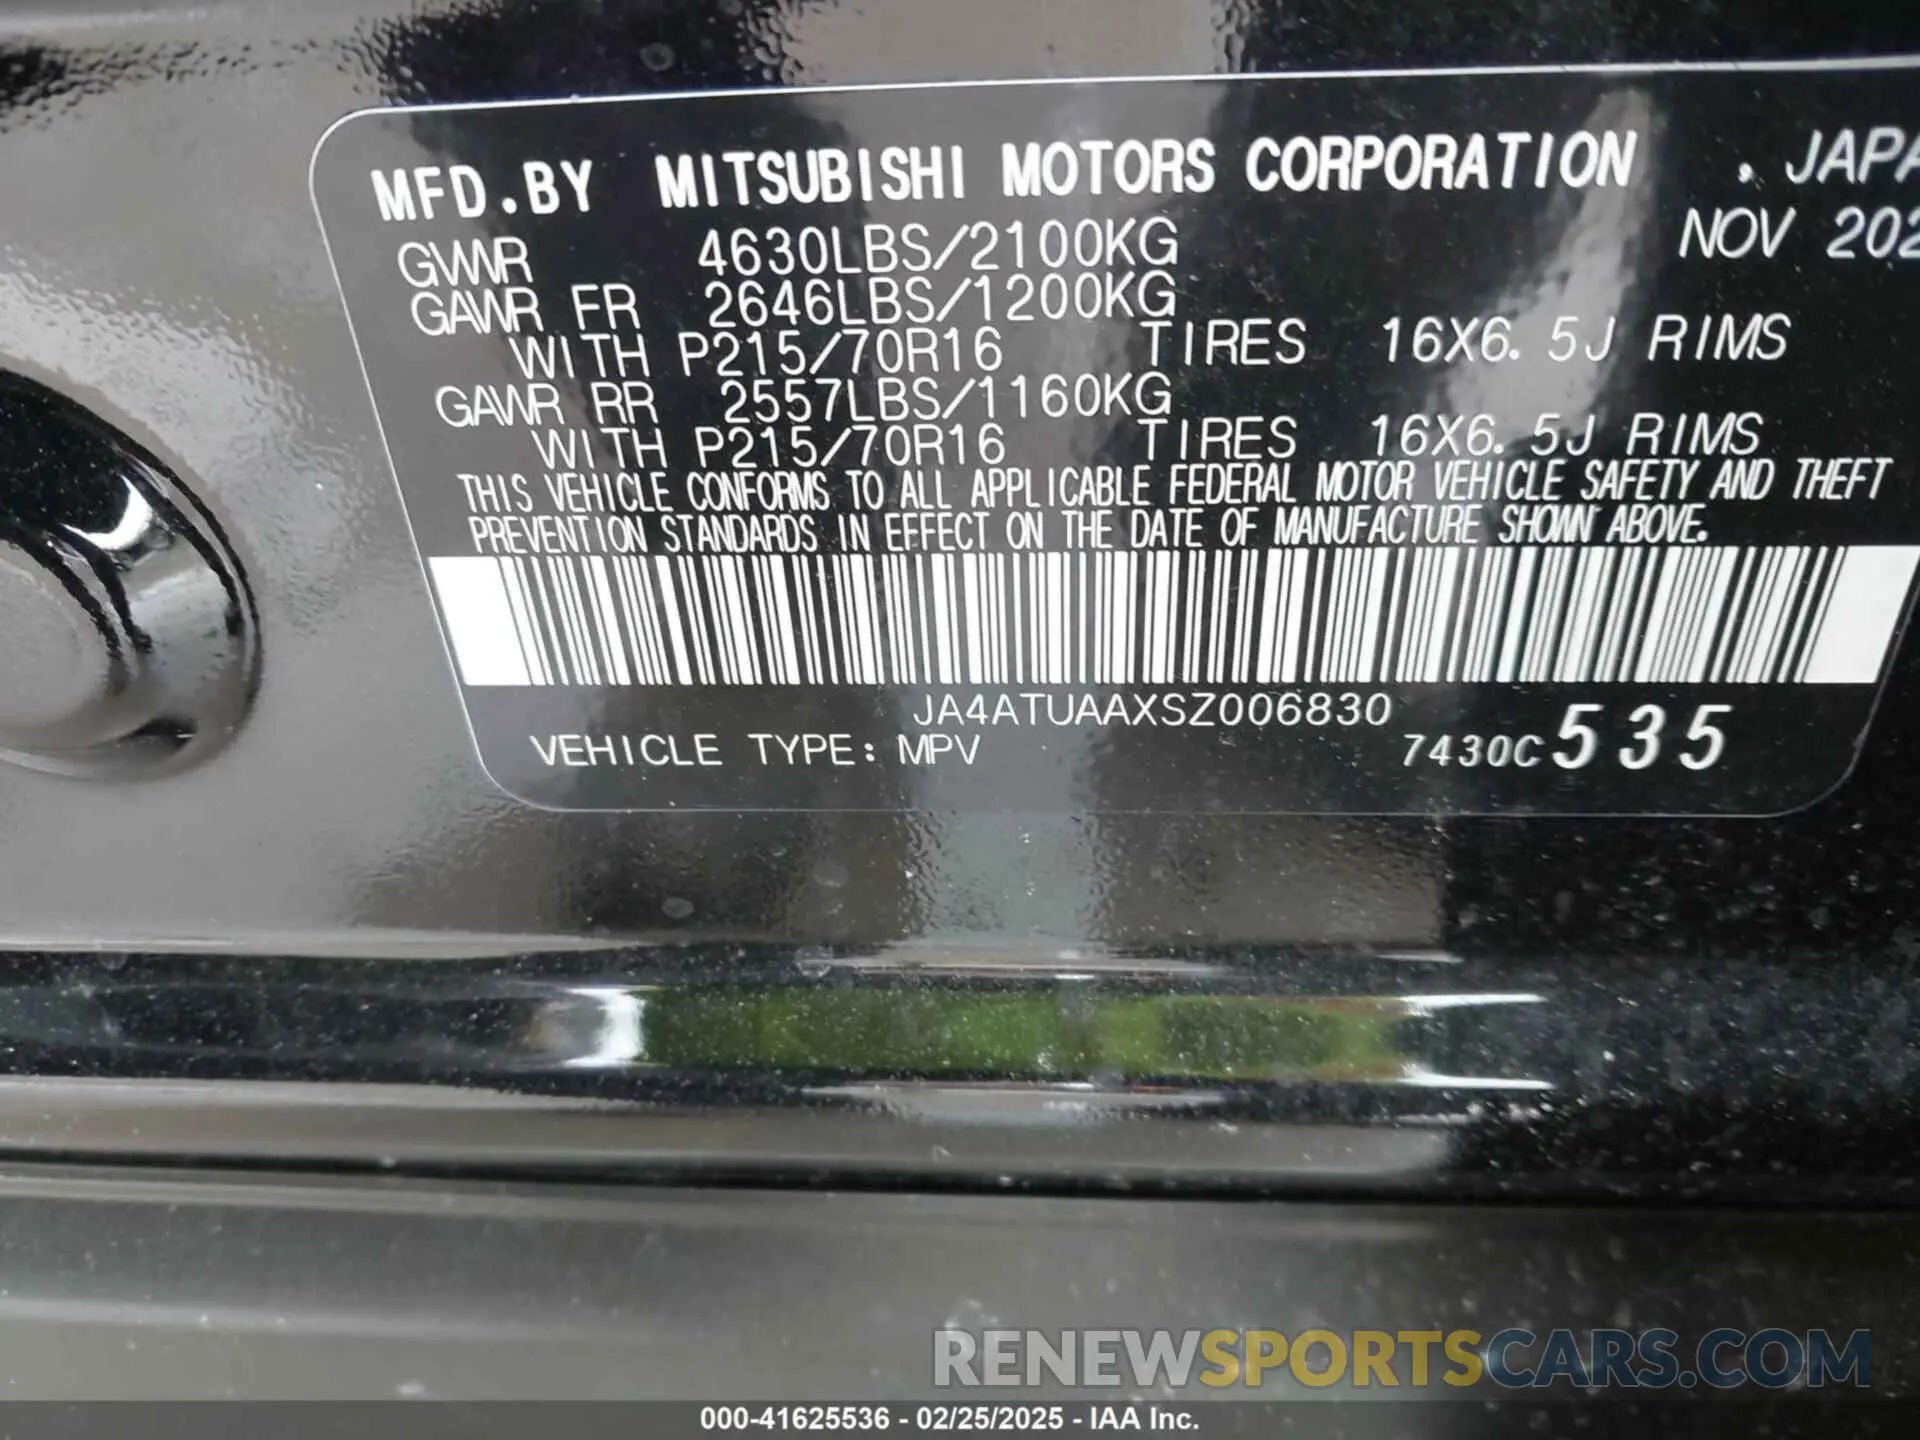 MFD.BY MITSUBISHI MOTORS CORPORATION , JAPA
GVWR 4630LBS/2100KG NOV 202
GAWR FR 2646LBS/1200KG
WITH P215/70R16 TIRES 16X6.5J RIMS
GAWR RR 2557LBS/1160KG
WITH P215/70R16 TIRES 16X6.5J RIMS
THIS VEHICLE CONFORMS TO ALL APPLICABLE FEDERAL MOTOR VEHICLE SAFETY AND THEFT
PREVENTION STANDARDS IN EFFECT ON THE DATE OF MANUFACTURE SHOWN ABOVE.
JA4ATUAAXSZ006830
VEHICLE TYPE: MPV 7430C 535
RENEWSPORTSCARS.COM
000-41625536 - 02/25/2025 - IAA Inc.